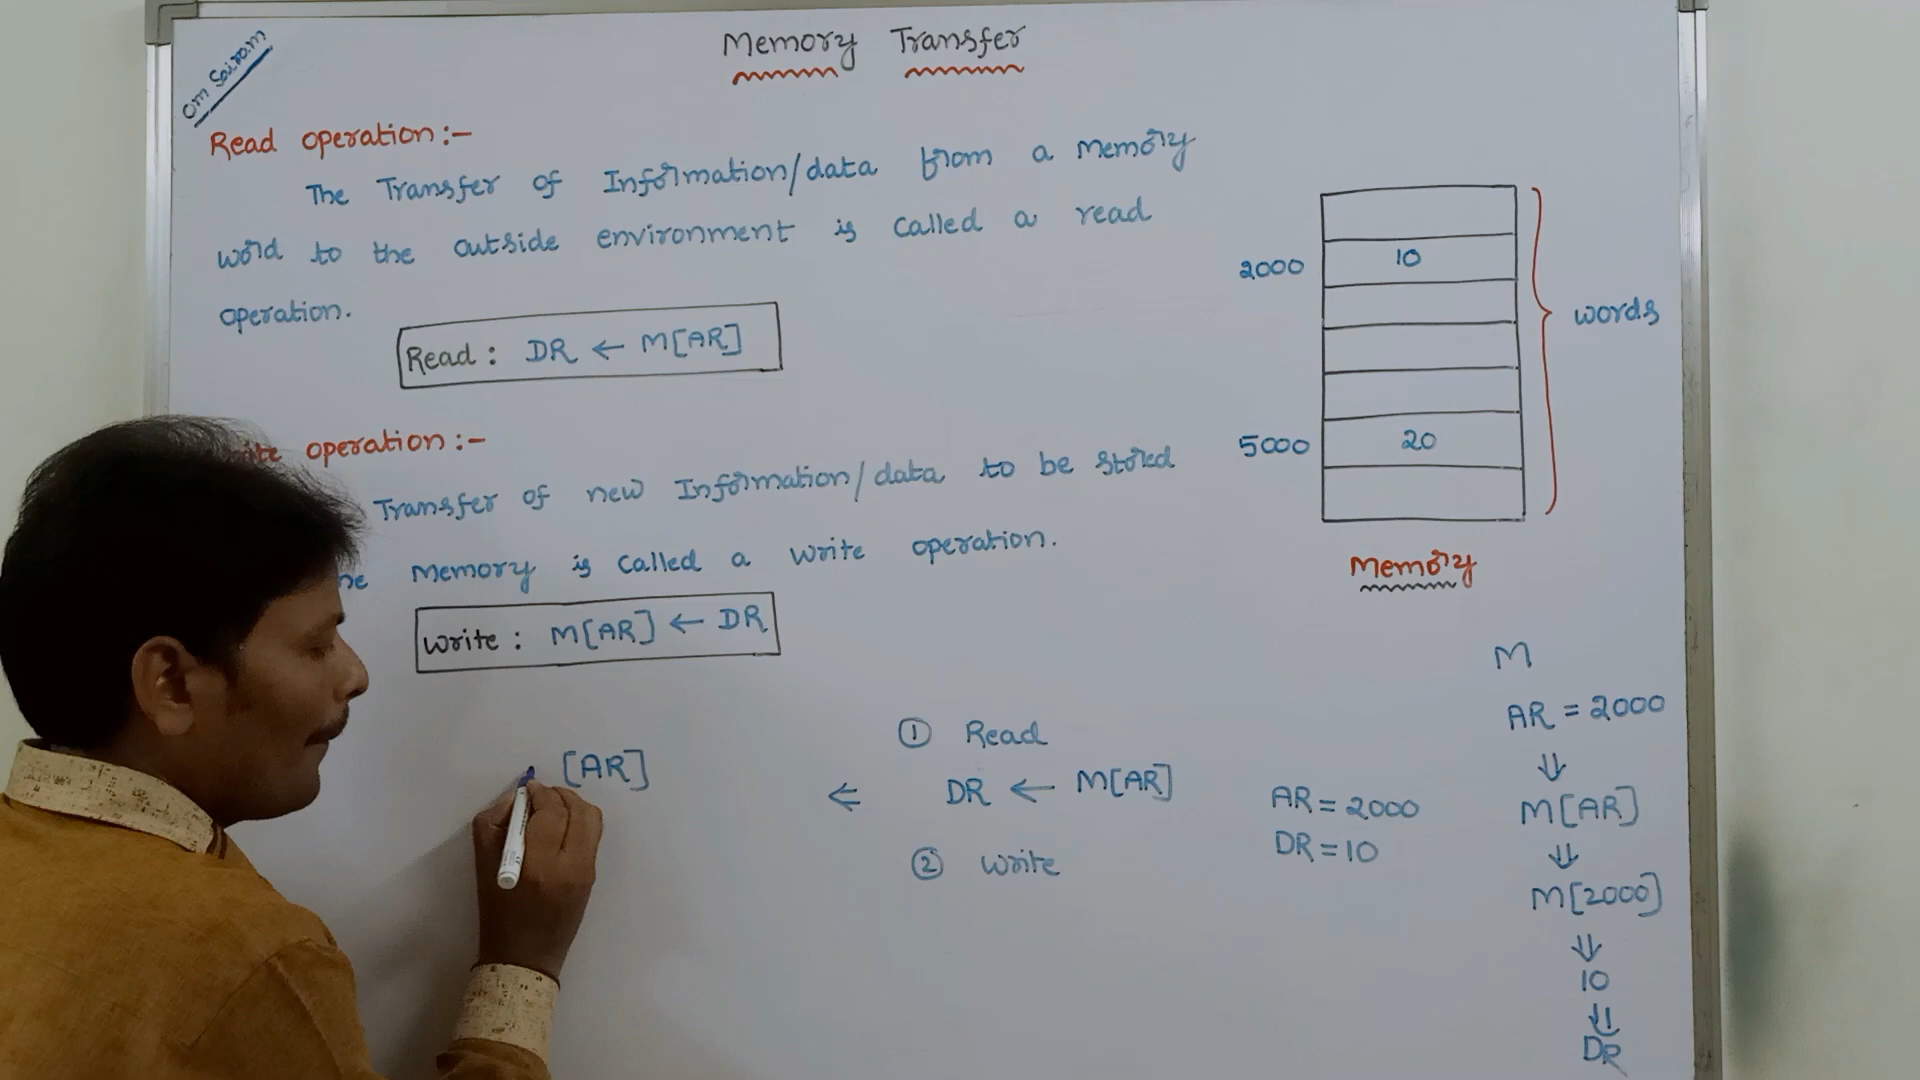 Om Sairam
Memory Transfer
Read operation:-
The Transfer of Information/data from a memory
word to the outside environment is called a read
operation.
Read: DR ← M[AR]
operation:-
Transfer of new Information/data to be stored
Memory is called a write operation.
Write: M[AR] ← DR
2000 10
5000 20
words
Memory
[AR]
⇐
① Read
DR ← M[AR]
② Write
AR = 2000
DR = 10
M
AR = 2000
⇓
M[AR]
⇓
M[2000]
⇓
10
⇓
DR